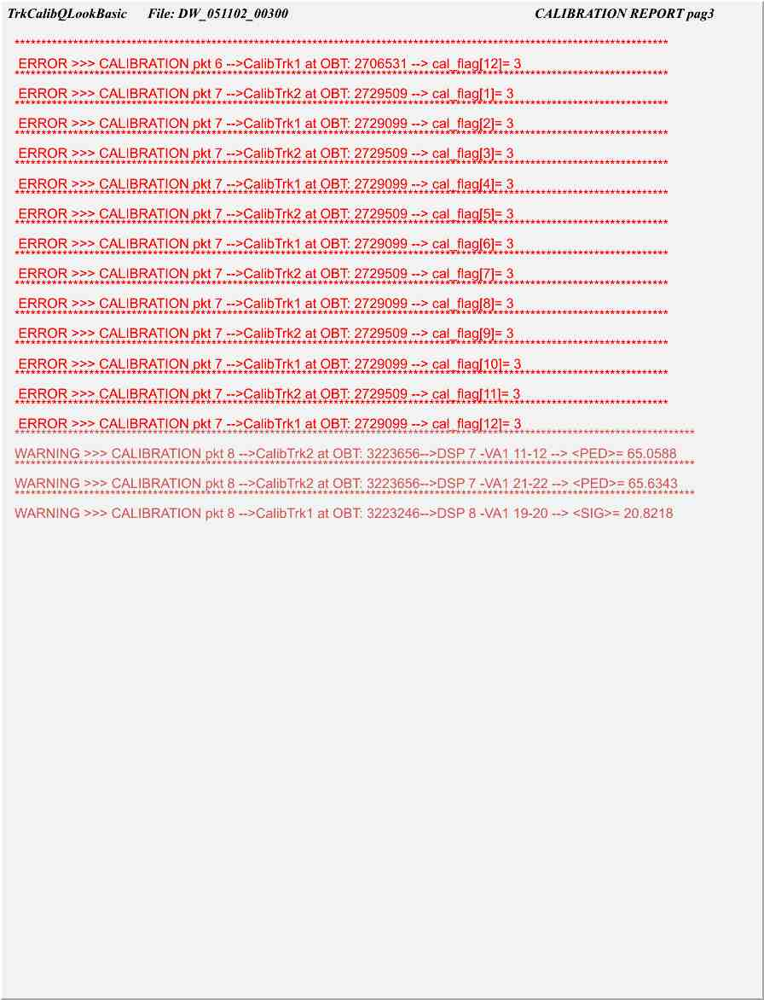 TrkCalibQLookBasic File: DW_051102_00300 CALIBRATION REPORT pag3
ERROR >>> CALIBRATION pkt 6 -->CalibTrk1 at OBT: 2706531 --> cal_flag[12]= 3
ERROR >>> CALIBRATION pkt 7 -->CalibTrk2 at OBT: 2729509 --> cal_flag[1]= 3
ERROR >>> CALIBRATION pkt 7 -->CalibTrk1 at OBT: 2729099 --> cal_flag[2]= 3
ERROR >>> CALIBRATION pkt 7 -->CalibTrk2 at OBT: 2729509 --> cal_flag[3]= 3
ERROR >>> CALIBRATION pkt 7 -->CalibTrk1 at OBT: 2729099 --> cal_flag[4]= 3
ERROR >>> CALIBRATION pkt 7 -->CalibTrk2 at OBT: 2729509 --> cal_flag[5]= 3
ERROR >>> CALIBRATION pkt 7 -->CalibTrk1 at OBT: 2729099 --> cal_flag[6]= 3
ERROR >>> CALIBRATION pkt 7 -->CalibTrk2 at OBT: 2729509 --> cal_flag[7]= 3
ERROR >>> CALIBRATION pkt 7 -->CalibTrk1 at OBT: 2729099 --> cal_flag[8]= 3
ERROR >>> CALIBRATION pkt 7 -->CalibTrk2 at OBT: 2729509 --> cal_flag[9]= 3
ERROR >>> CALIBRATION pkt 7 -->CalibTrk1 at OBT: 2729099 --> cal_flag[10]= 3
ERROR >>> CALIBRATION pkt 7 -->CalibTrk2 at OBT: 2729509 --> cal_flag[11]= 3
ERROR >>> CALIBRATION pkt 7 -->CalibTrk1 at OBT: 2729099 --> cal_flag[12]= 3
WARNING >>> CALIBRATION pkt 8 -->CalibTrk2 at OBT: 3223656-->DSP 7 -VA1 11-12 --> <PED>= 65.0588
WARNING >>> CALIBRATION pkt 8 -->CalibTrk2 at OBT: 3223656-->DSP 7 -VA1 21-22 --> <PED>= 65.6343
WARNING >>> CALIBRATION pkt 8 -->CalibTrk1 at OBT: 3223246-->DSP 8 -VA1 19-20 --> <SIG>= 20.8218